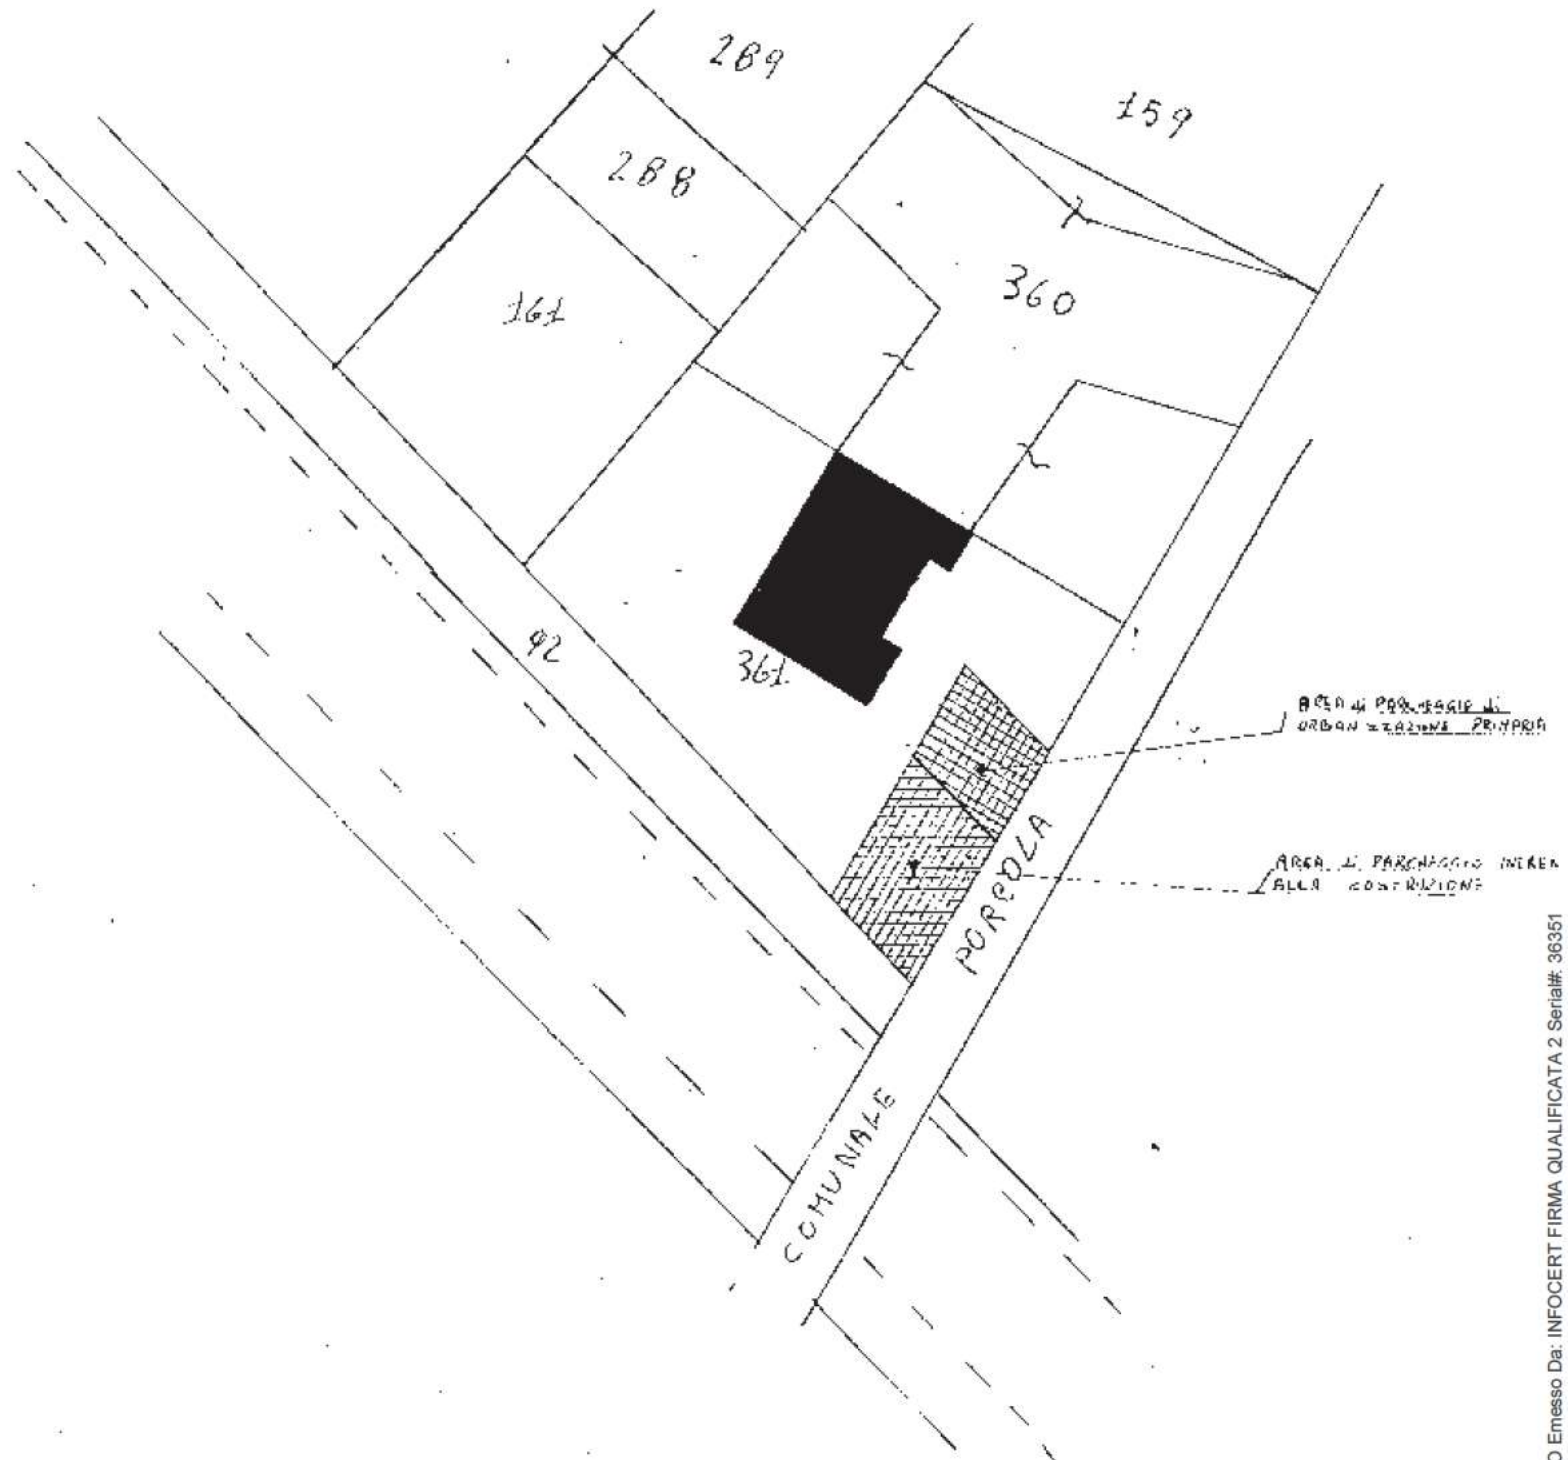 289
159
288
360
161
92
361
AREA di PARCHEGGIO di
URBANIZZAZIONE PRIMARIA
PORCOLA
AREA di PARCHEGGIO INEREN
ALLA COSTRUZIONE
COMUNALE
O Emesso Da: INFOCERT FIRMA QUALIFICATA 2 Serial#: 36351